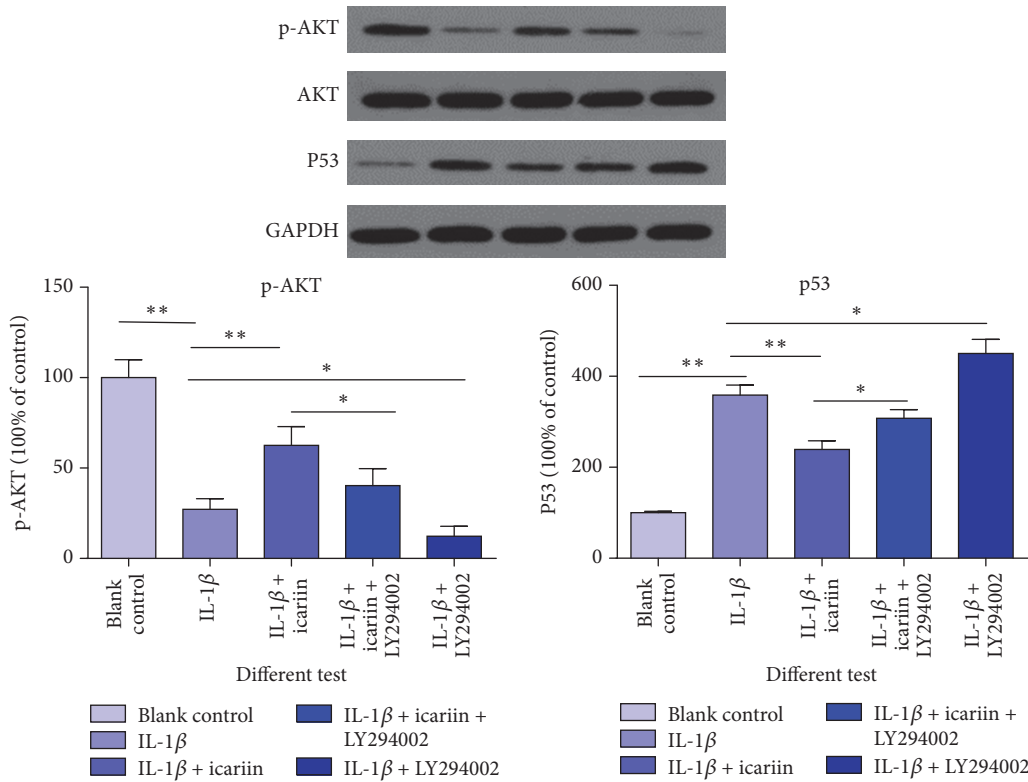 p-AKT
AKT
P53
GAPDH
p-AKT
p-AKT (100% of control)
150
100
50
0
**
**
*
*
Blank
control
IL-1β
IL-1β +
icariin
IL-1β +
icariin +
LY294002
IL-1β +
LY294002
Different test
Blank control
IL-1β
IL-1β + icariin
IL-1β + icariin +
LY294002
IL-1β + LY294002
p53
P53 (100% of control)
600
400
200
0
**
**
*
*
Blank
control
IL-1β
IL-1β +
icariin
IL-1β +
icariin +
LY294002
IL-1β +
LY294002
Different test
Blank control
IL-1β
IL-1β + icariin
IL-1β + icariin +
LY294002
IL-1β + LY294002